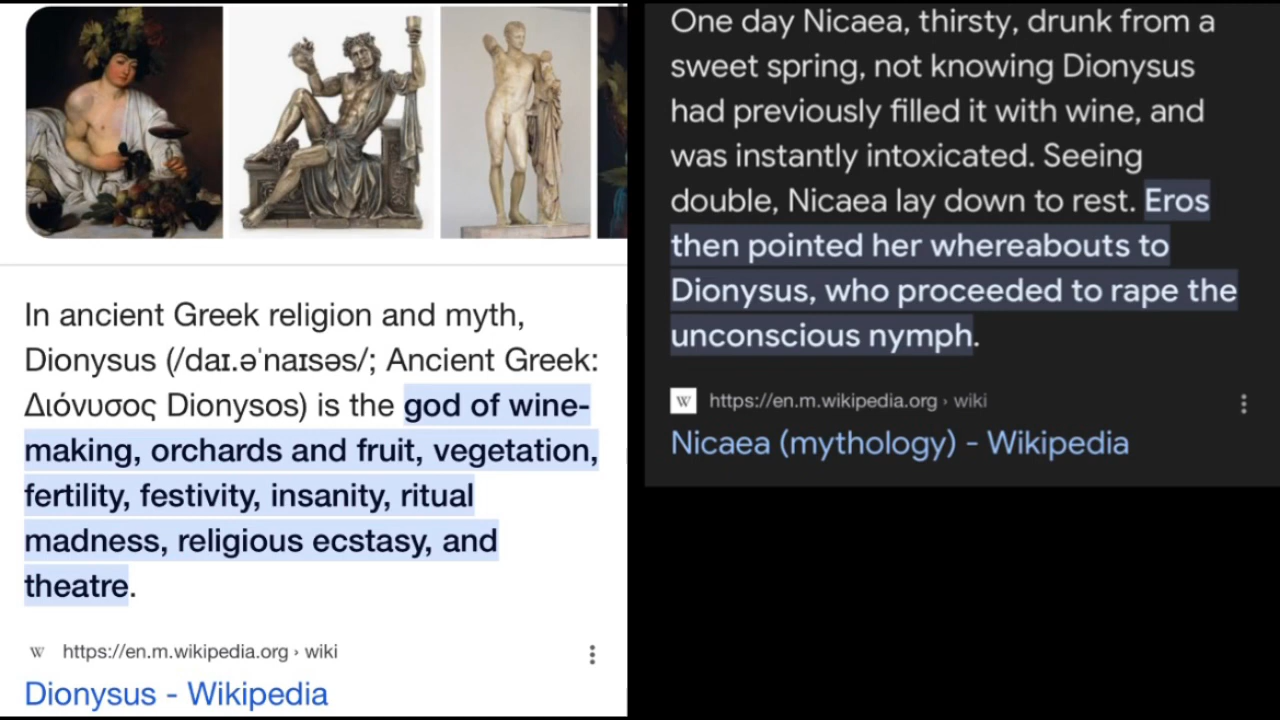 In ancient Greek religion and myth,
Dionysus (/daɪ.əˈnaɪsəs/; Ancient Greek:
Διόνυσος Dionysos) is the god of wine-
making, orchards and fruit, vegetation,
fertility, festivity, insanity, ritual
madness, religious ecstasy, and
theatre.
W https://en.m.wikipedia.org › wiki
Dionysus - Wikipedia
One day Nicaea, thirsty, drunk from a
sweet spring, not knowing Dionysus
had previously filled it with wine, and
was instantly intoxicated. Seeing
double, Nicaea lay down to rest. Eros
then pointed her whereabouts to
Dionysus, who proceeded to rape the
unconscious nymph.
W https://en.m.wikipedia.org › wiki
Nicaea (mythology) - Wikipedia